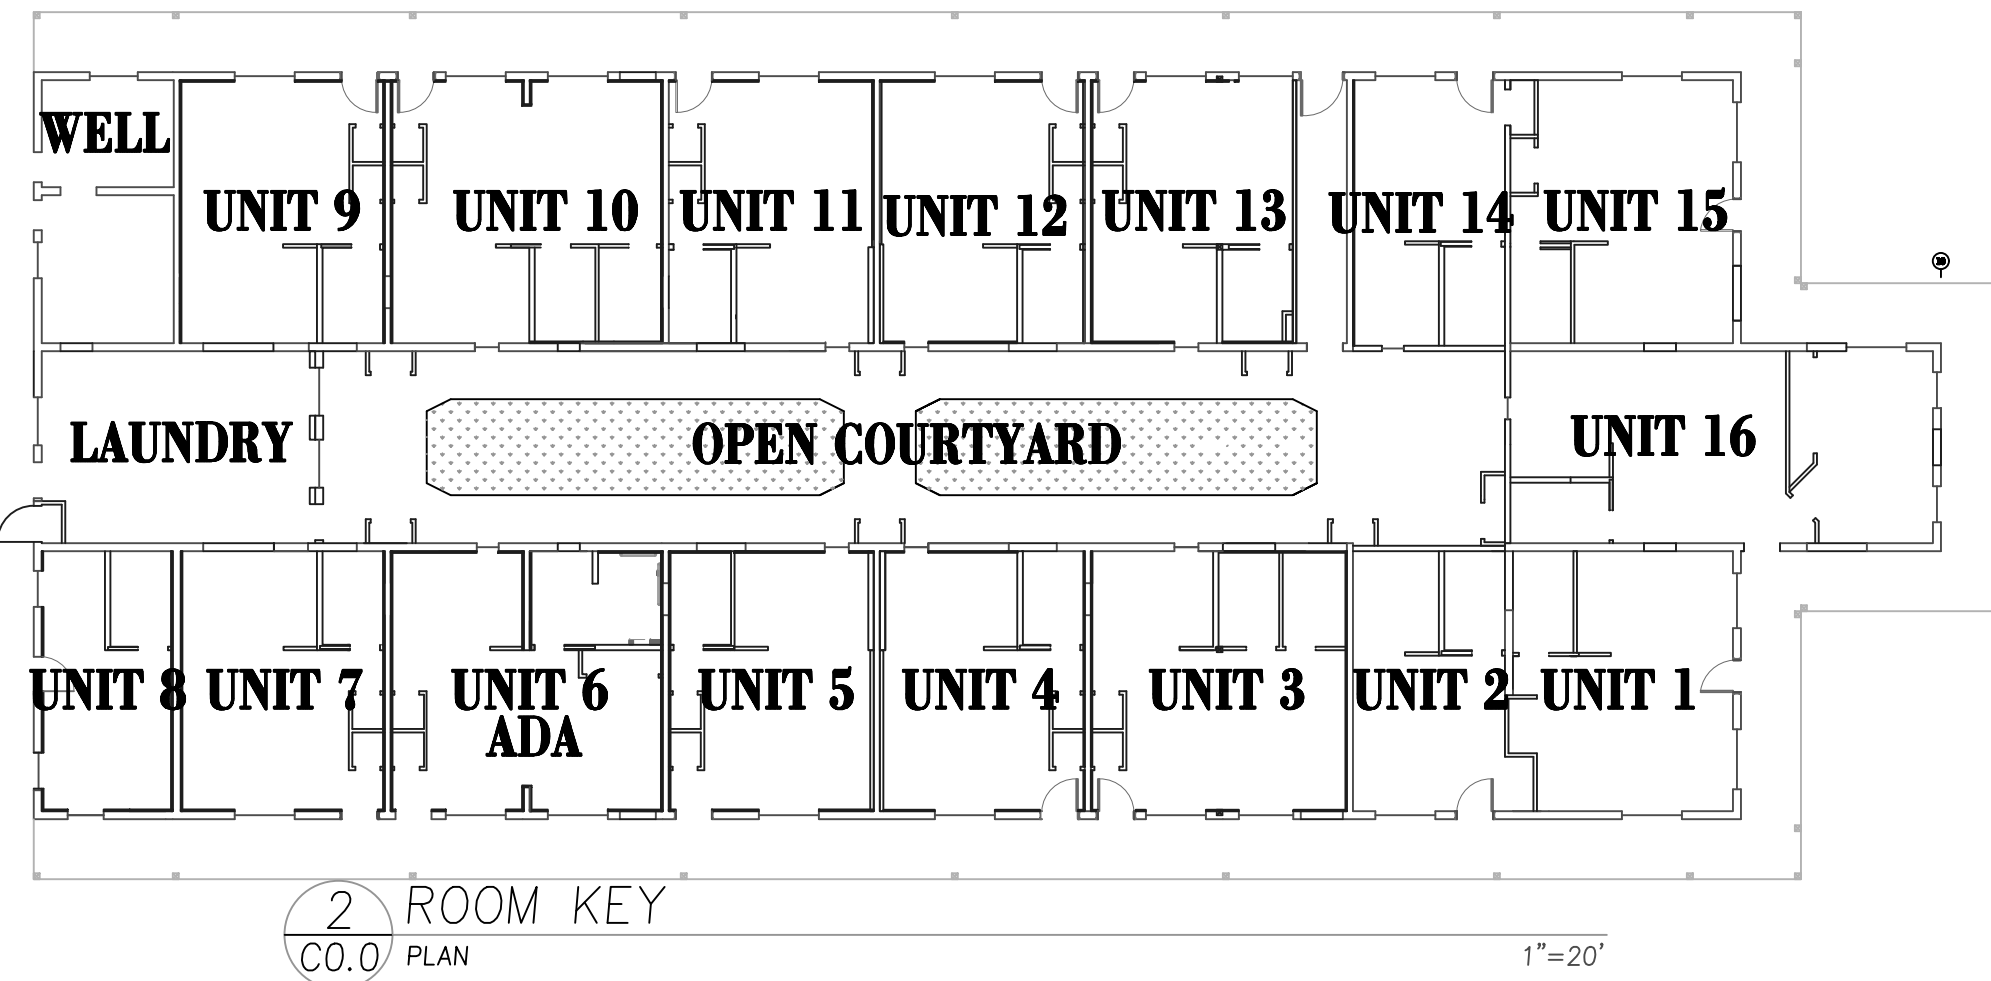 WELL
UNIT 9
UNIT 10
UNIT 11
UNIT 12
UNIT 13
UNIT 14
UNIT 15
LAUNDRY
OPEN COURTYARD
UNIT 16
UNIT 8
UNIT 7
UNIT 6
ADA
UNIT 5
UNIT 4
UNIT 3
UNIT 2
UNIT 1
2
ROOM KEY
C0.0
PLAN
1"=20'